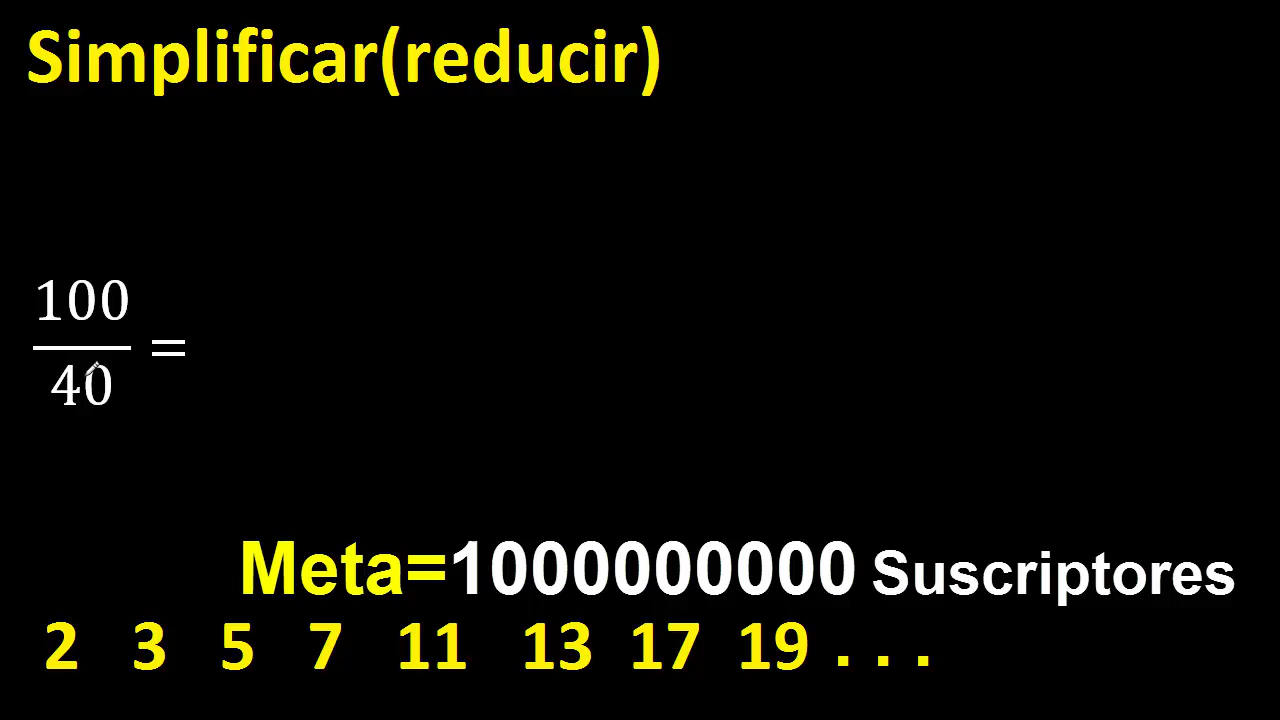 Simplificar(reducir)
100
40
=
Meta=1000000000 Suscriptores
2 3 5 7 11 13 17 19 . . .